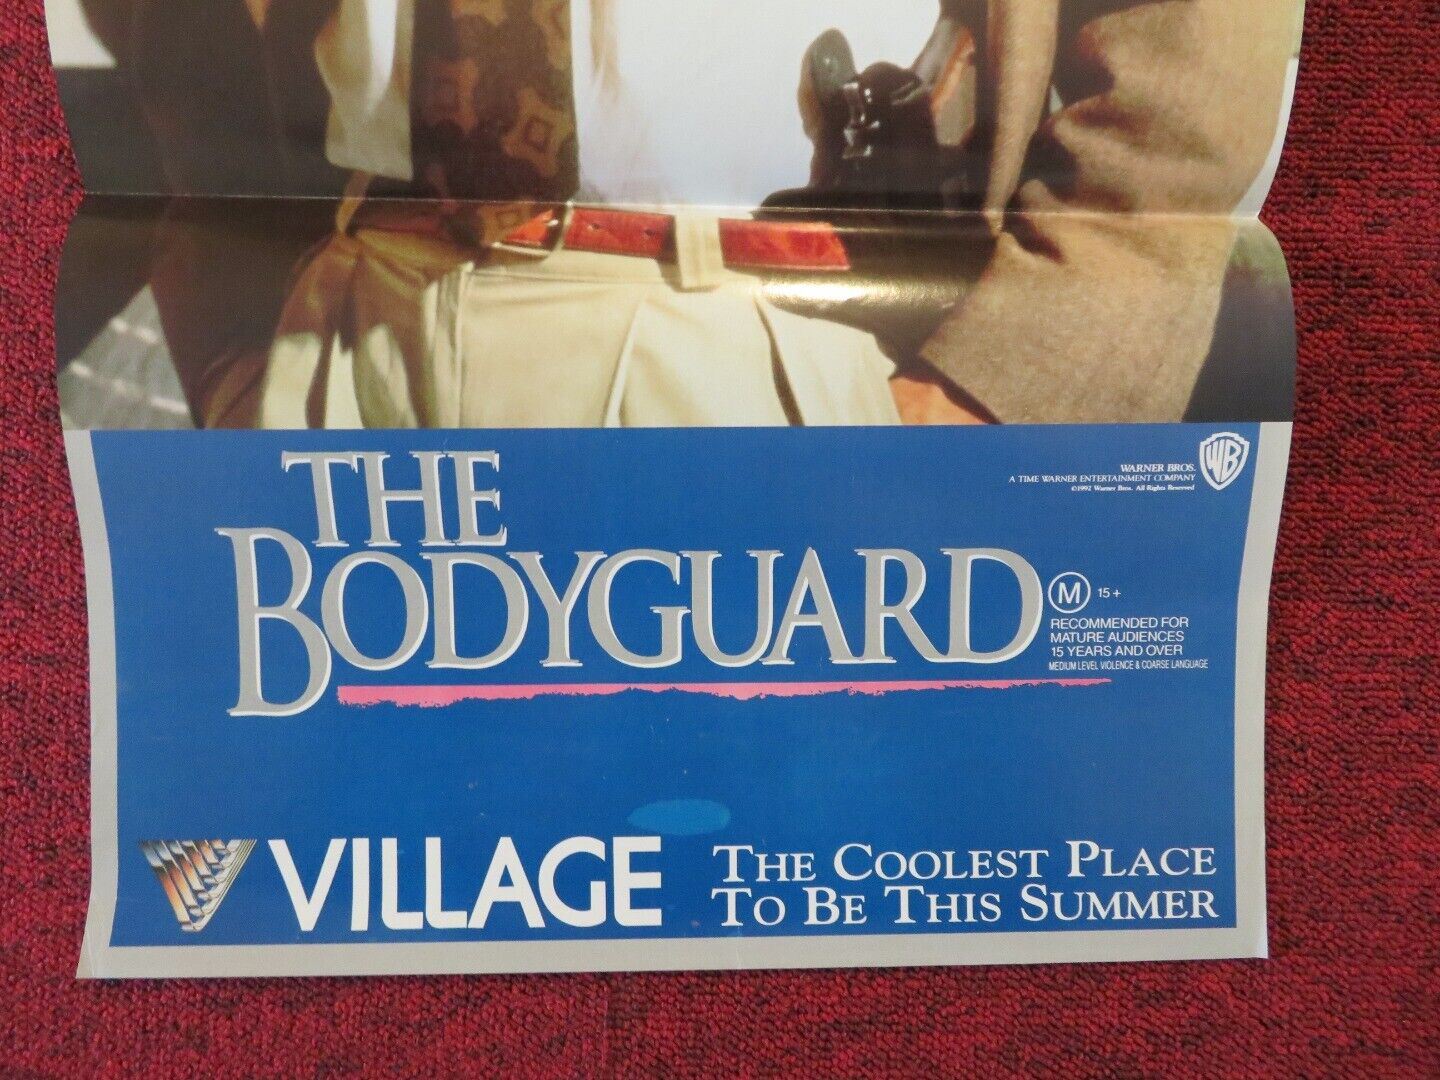 WARNER BROS.
A TIME WARNER ENTERTAINMENT COMPANY
©1992 Warner Bros. All Rights Reserved
WB
THE
BODYGUARD
M 15+
RECOMMENDED FOR
MATURE AUDIENCES
15 YEARS AND OVER
MEDIUM LEVEL VIOLENCE & COARSE LANGUAGE
VILLAGE
THE COOLEST PLACE
TO BE THIS SUMMER